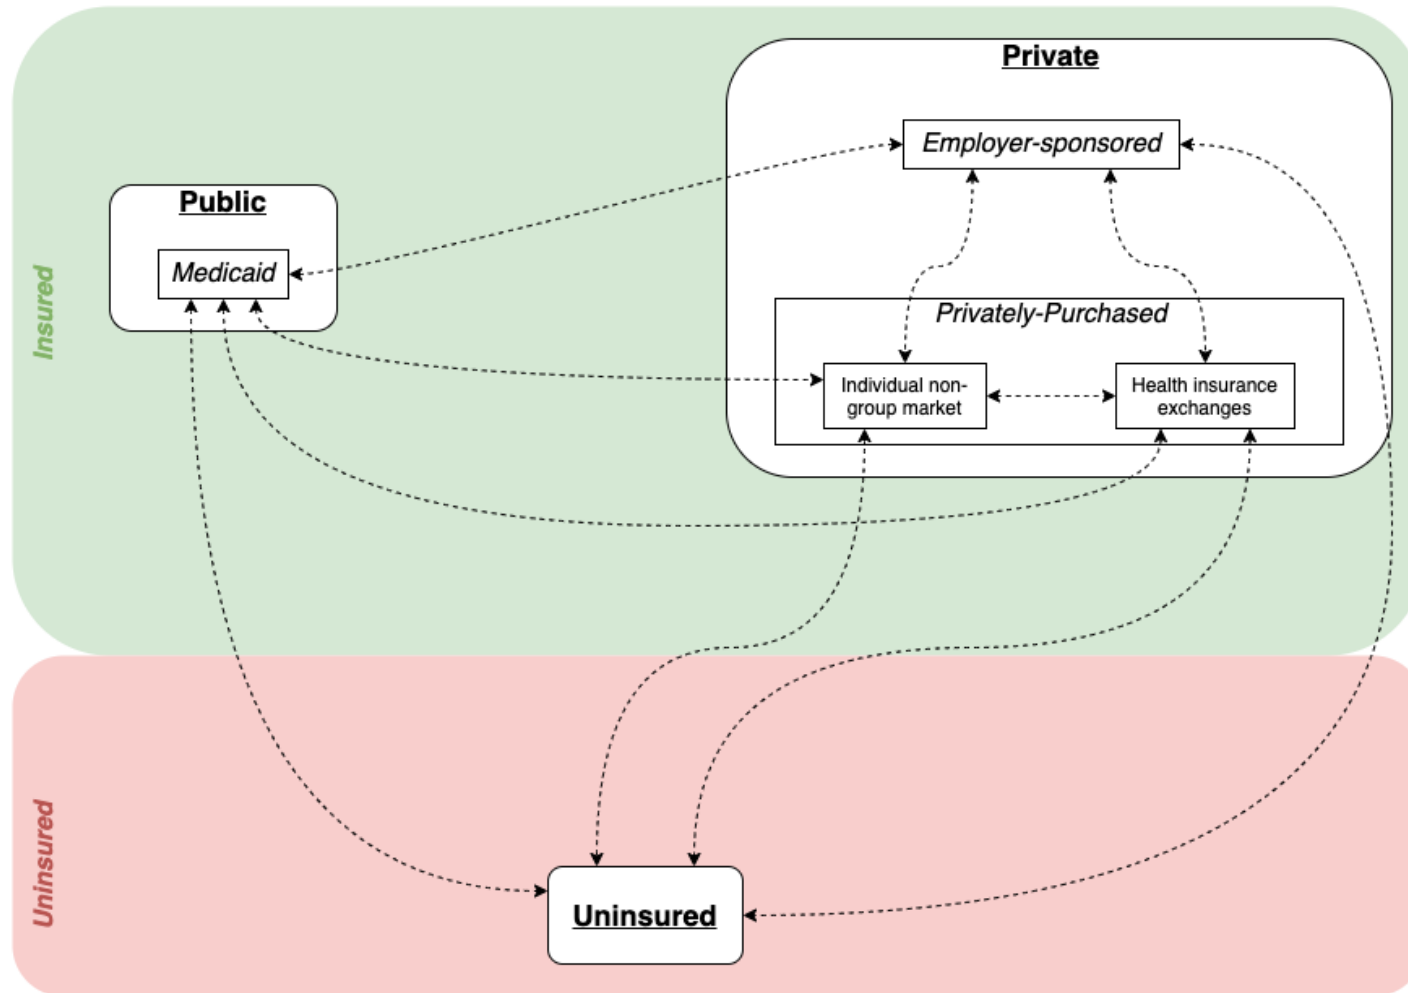 Private
Employer-sponsored
Public
Medicaid
Insured
Privately-Purchased
Individual non-
group market
Health insurance
exchanges
Uninsured
Uninsured